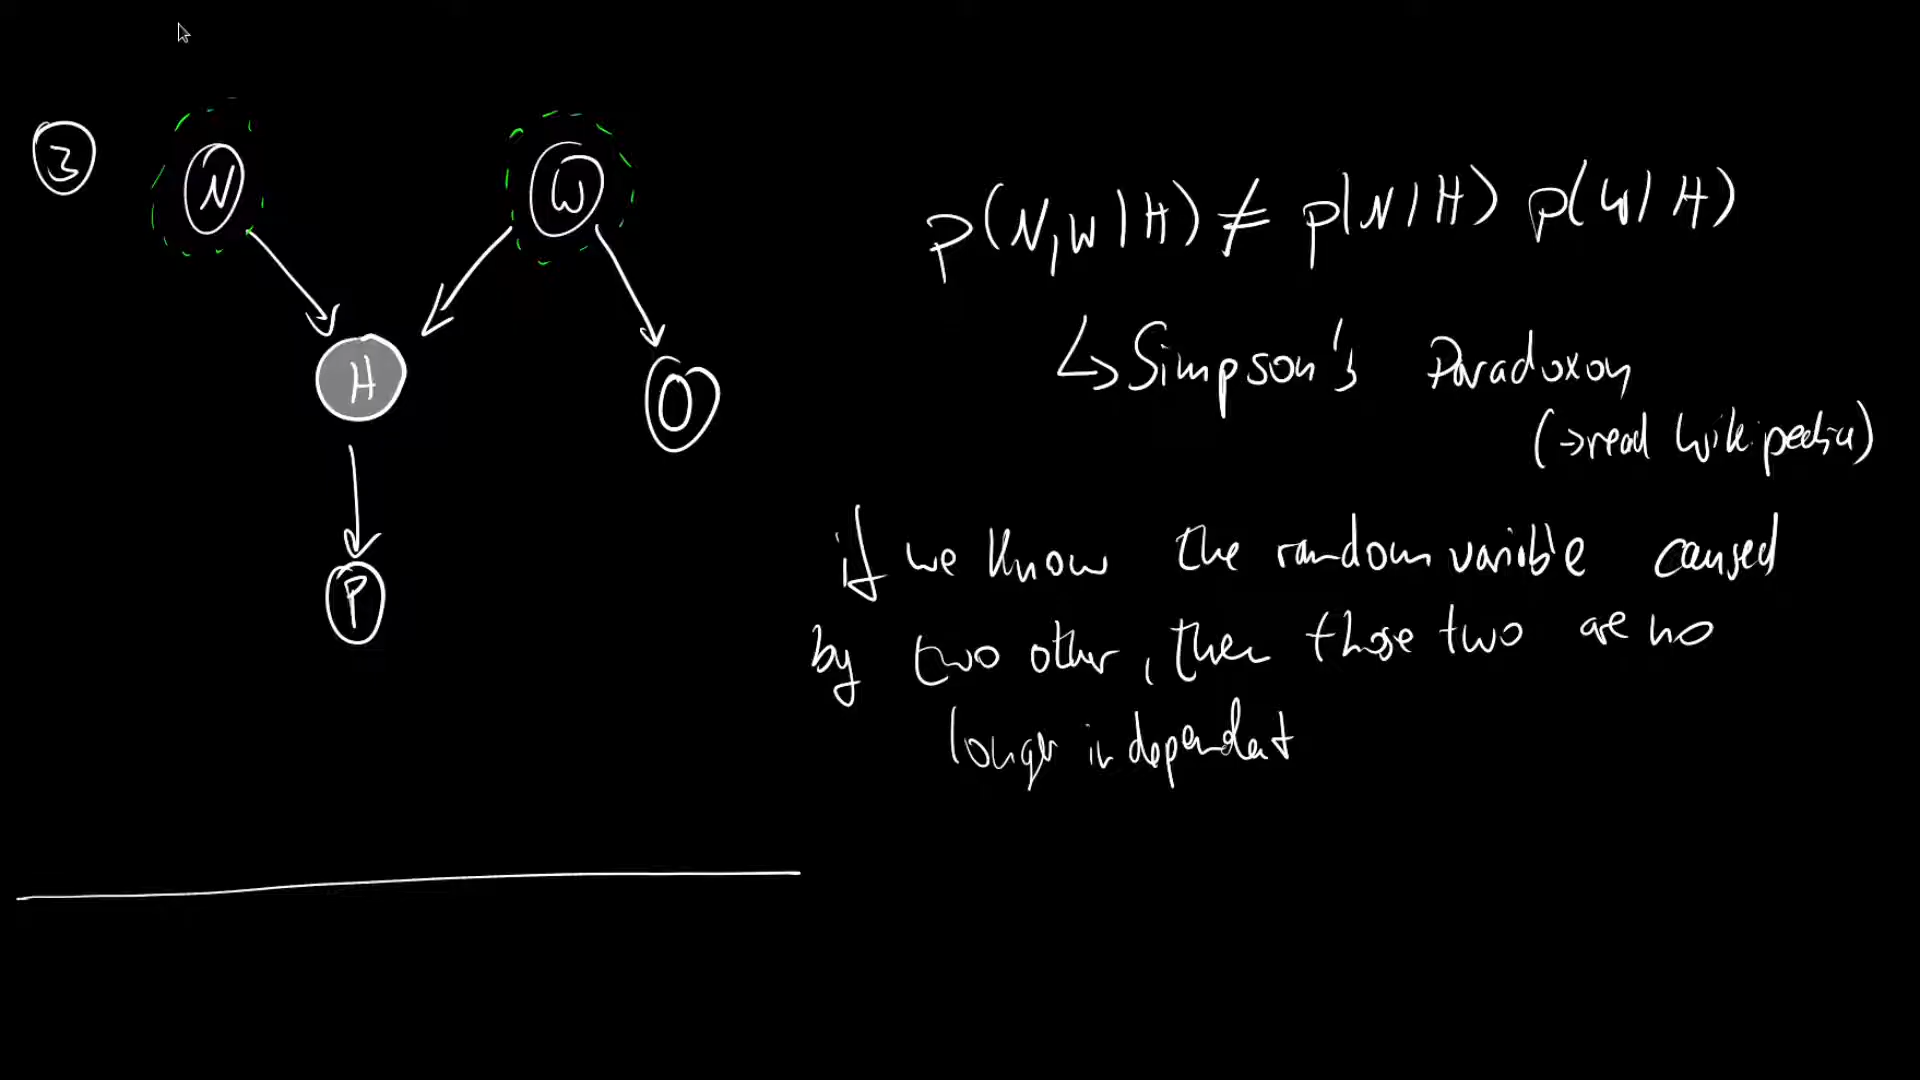 3
N
W
H
O
P
p(N,W|H) ≠ p(N|H) p(W|H)
↳ Simpson's Paradoxon
(→ read Wikipedia)
if we know the random variable caused
by two other, then those two are no
longer independent